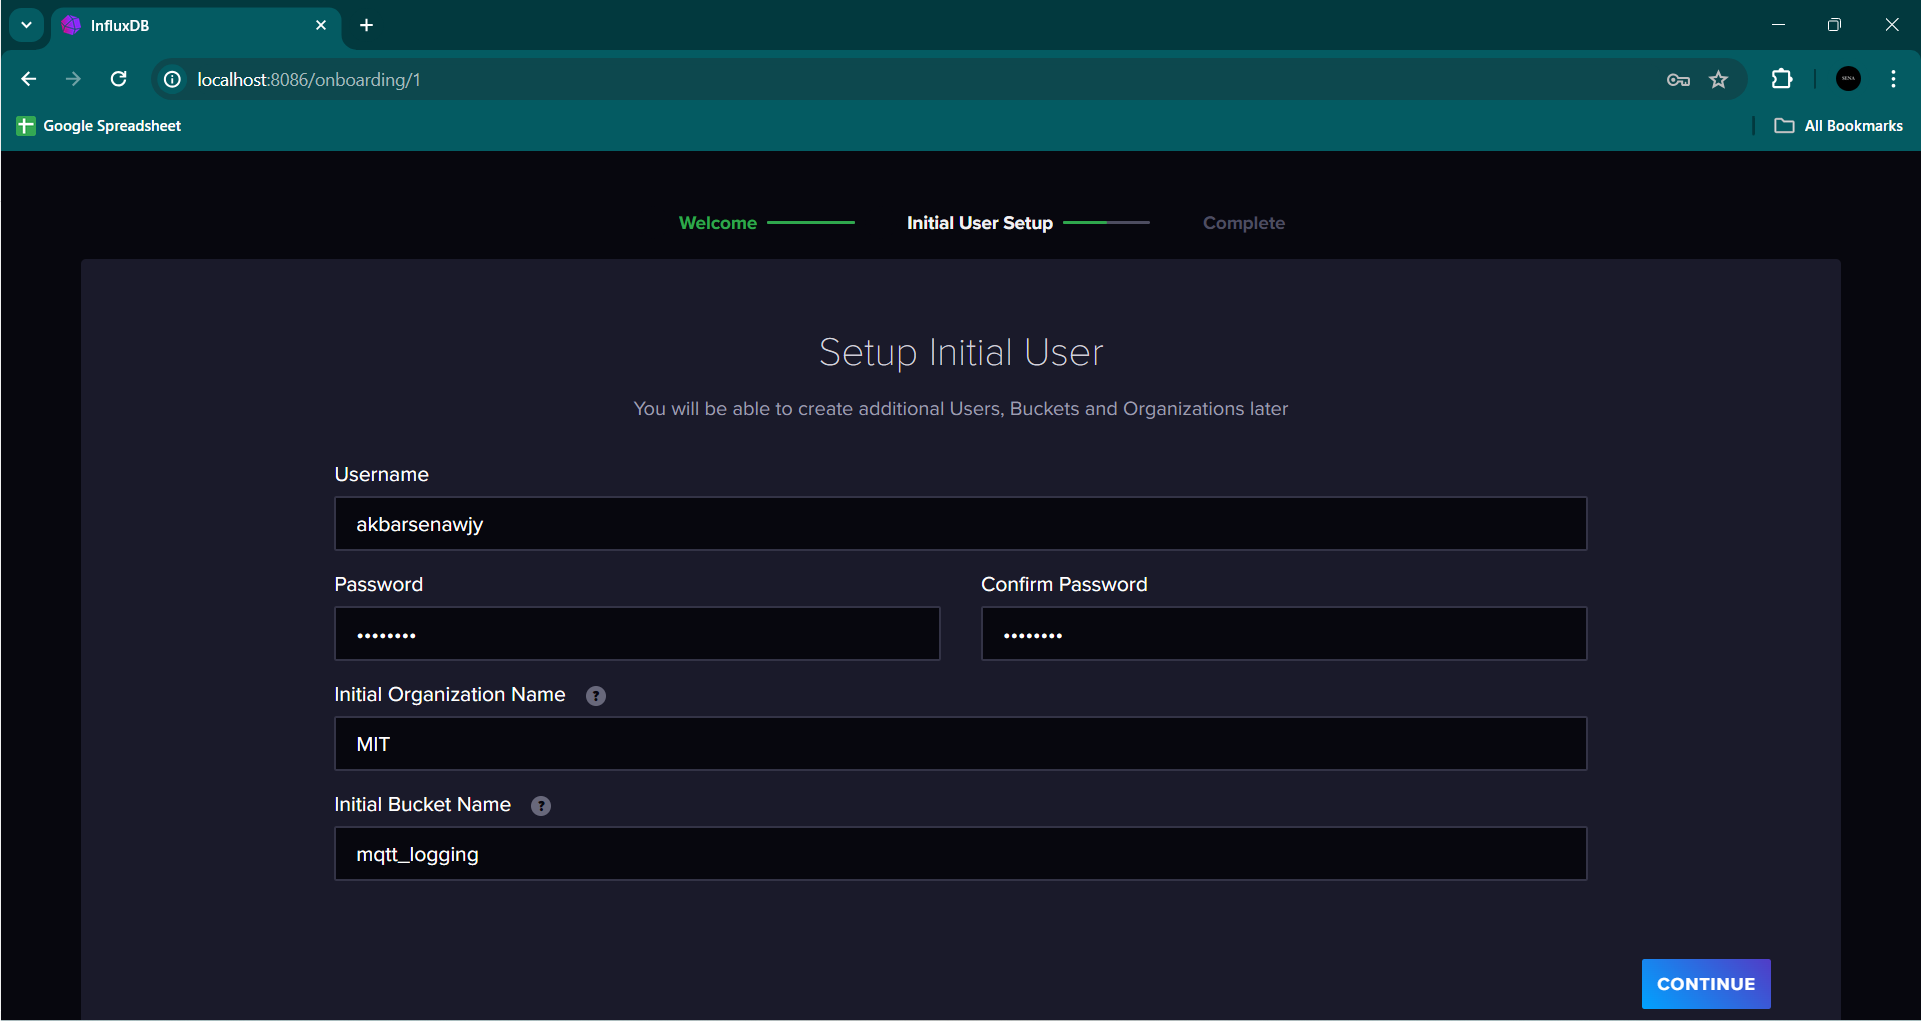 InfluxDB
localhost:8086/onboarding/1
SENA
Google Spreadsheet
All Bookmarks
Welcome
Initial User Setup
Complete
Setup Initial User
You will be able to create additional Users, Buckets and Organizations later
Username
akbarsenawjy
Password
Confirm Password
••••••••
••••••••
Initial Organization Name ?
MIT
Initial Bucket Name ?
mqtt_logging
CONTINUE